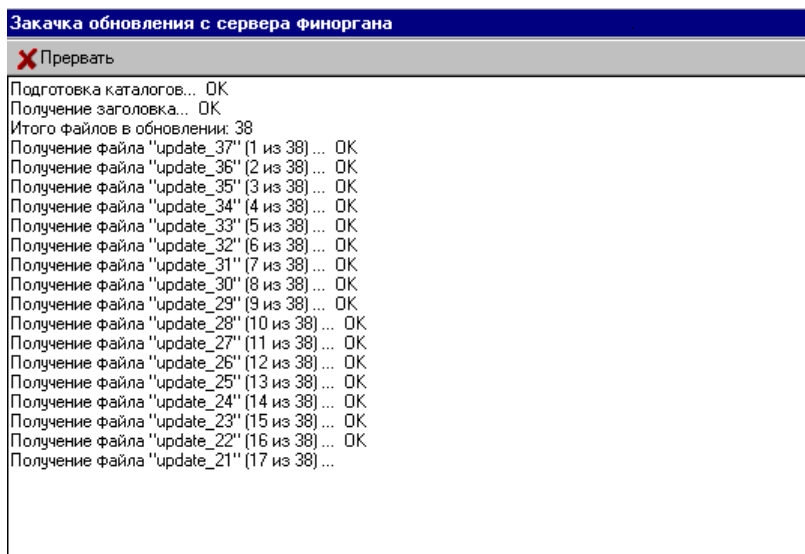 Закачка обновления с сервера Финоргана
Прервать
Подготовка каталогов... OK
Получение заголовка... OK
Итого файлов в обновлении: 38
Получение файла "update_37" (1 из 38) ... OK
Получение файла "update_36" (2 из 38) ... OK
Получение файла "update_35" (3 из 38) ... OK
Получение файла "update_34" (4 из 38) ... OK
Получение файла "update_33" (5 из 38) ... OK
Получение файла "update_32" (6 из 38) ... OK
Получение файла "update_31" (7 из 38) ... OK
Получение файла "update_30" (8 из 38) ... OK
Получение файла "update_29" (9 из 38) ... OK
Получение файла "update_28" (10 из 38) ... OK
Получение файла "update_27" (11 из 38) ... OK
Получение файла "update_26" (12 из 38) ... OK
Получение файла "update_25" (13 из 38) ... OK
Получение файла "update_24" (14 из 38) ... OK
Получение файла "update_23" (15 из 38) ... OK
Получение файла "update_22" (16 из 38) ... OK
Получение файла "update_21" (17 из 38) ...